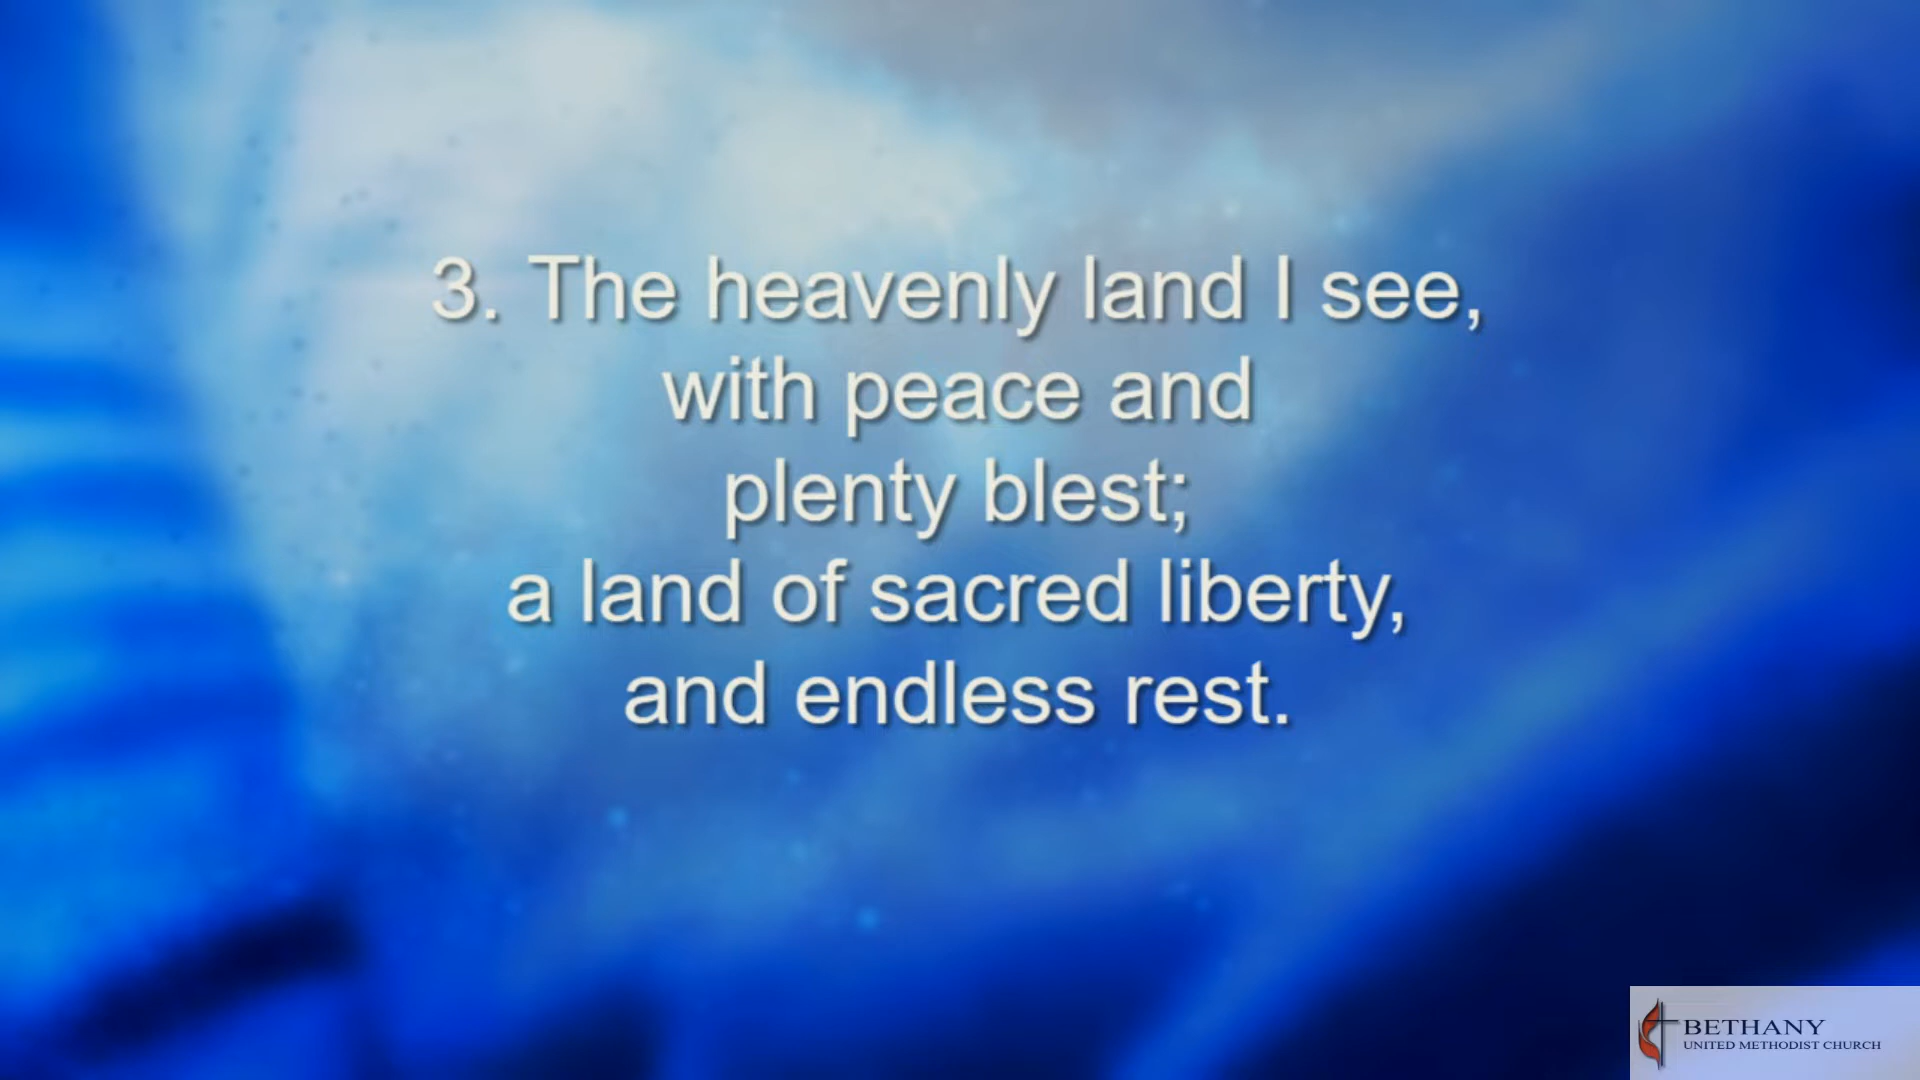 3. The heavenly land I see,
with peace and
plenty blest;
a land of sacred liberty,
and endless rest.
BETHANY
UNITED METHODIST CHURCH